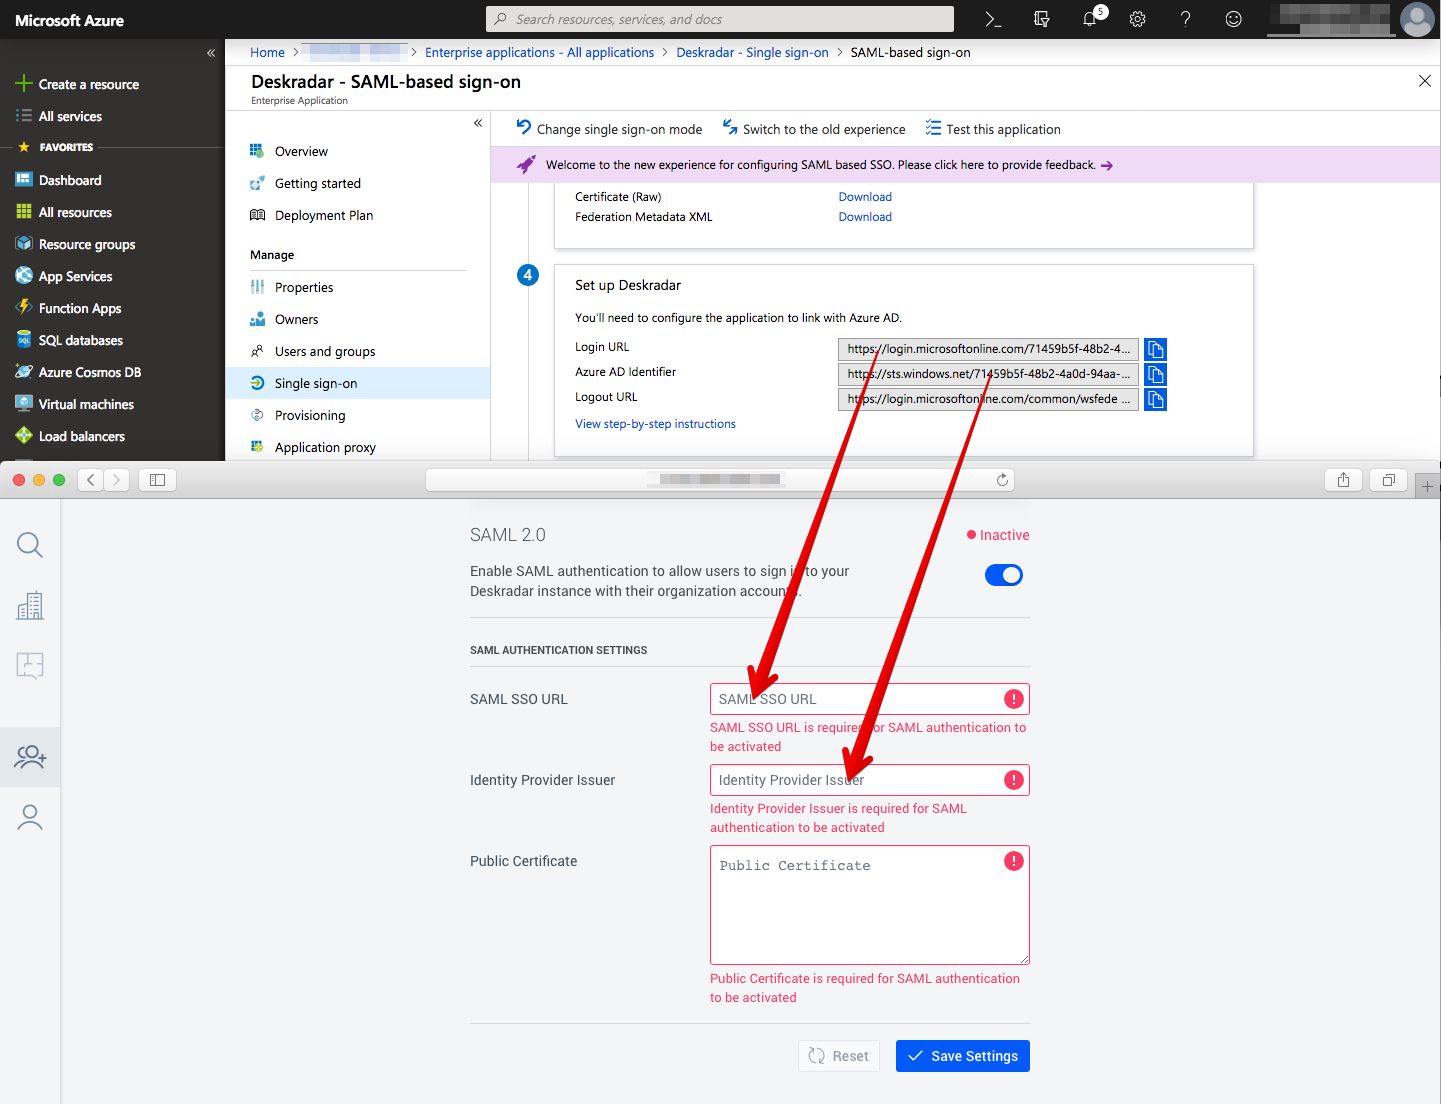 Microsoft Azure
Search resources, services, and docs
5
Home > > Enterprise applications - All applications > Deskradar - Single sign-on > SAML-based sign-on
Deskradar - SAML-based sign-on
Enterprise Application
Create a resource
All services
FAVORITES
Dashboard
All resources
Resource groups
App Services
Function Apps
SQL databases
Azure Cosmos DB
Virtual machines
Load balancers
Overview
Getting started
Deployment Plan
Manage
Properties
Owners
Users and groups
Single sign-on
Provisioning
Application proxy
Change single sign-on mode
Switch to the old experience
Test this application
Welcome to the new experience for configuring SAML based SSO. Please click here to provide feedback. →
Certificate (Raw) Download
Federation Metadata XML Download
4
Set up Deskradar
You'll need to configure the application to link with Azure AD.
Login URL https://login.microsoftonline.com/71459b5f-48b2-4...
Azure AD Identifier https://sts.windows.net/71459b5f-48b2-4a0d-94aa-...
Logout URL https://login.microsoftonline.com/common/wsfede ...
View step-by-step instructions
SAML 2.0
Inactive
Enable SAML authentication to allow users to sign in to your
Deskradar instance with their organization accounts.
SAML AUTHENTICATION SETTINGS
SAML SSO URL
SAML SSO URL
SAML SSO URL is required for SAML authentication to
be activated
Identity Provider Issuer
Identity Provider Issuer
Identity Provider Issuer is required for SAML
authentication to be activated
Public Certificate
Public Certificate
Public Certificate is required for SAML authentication
to be activated
Reset
Save Settings